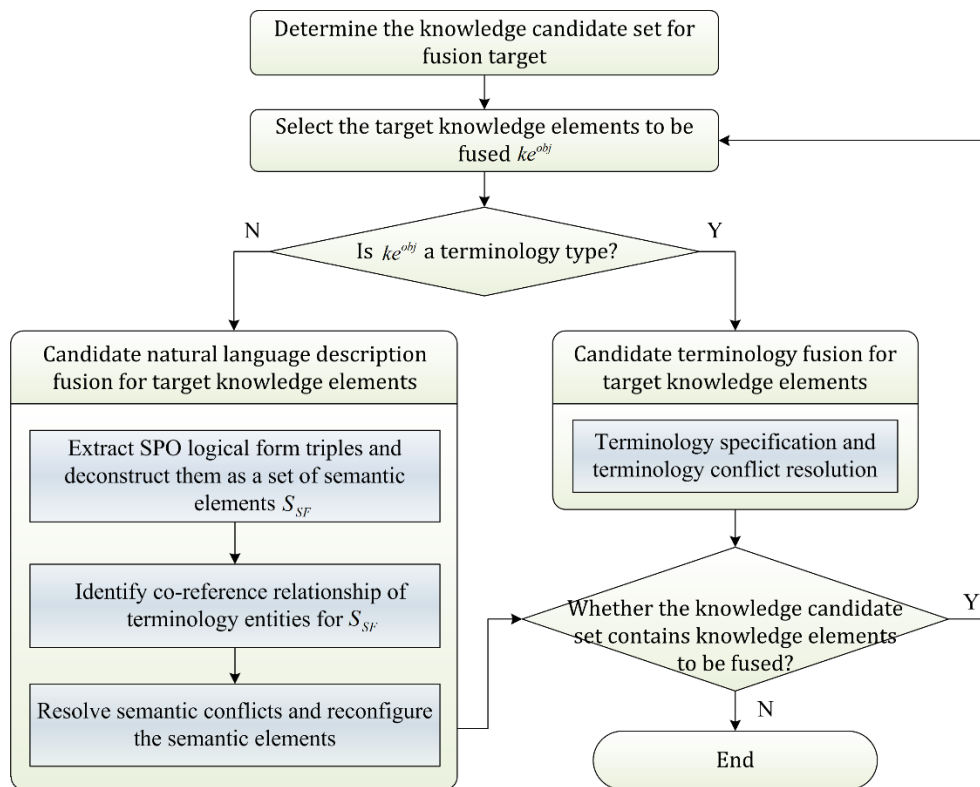 Determine the knowledge candidate set for
fusion target
Select the target knowledge elements to be
fused ke^obj
N
Y
Is ke^obj a terminology type?
Candidate natural language description
fusion for target knowledge elements
Extract SPO logical form triples and
deconstruct them as a set of semantic
elements S_SF
Identify co-reference relationship of
terminology entities for S_SF
Resolve semantic conflicts and reconfigure
the semantic elements
Candidate terminology fusion for
target knowledge elements
Terminology specification and
terminology conflict resolution
Whether the knowledge candidate
set contains knowledge elements
to be fused?
Y
N
End